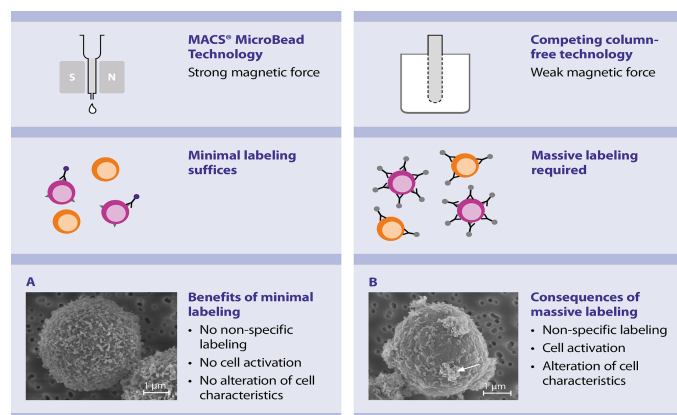 MACS® MicroBead
Technology
Strong magnetic force
S
N
Minimal labeling
suffices
A
1 µm
Benefits of minimal
labeling
• No non-specific
labeling
• No cell activation
• No alteration of cell
characteristics
Competing column-
free technology
Weak magnetic force
Massive labeling
required
B
1 µm
Consequences of
massive labeling
• Non-specific labeling
• Cell activation
• Alteration of cell
characteristics